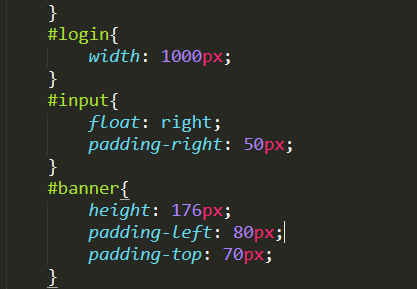 }
#login{
width: 1000px;
}
#input{
float: right;
padding-right: 50px;
}
#banner{
height: 176px;
padding-left: 80px;
padding-top: 70px;
}